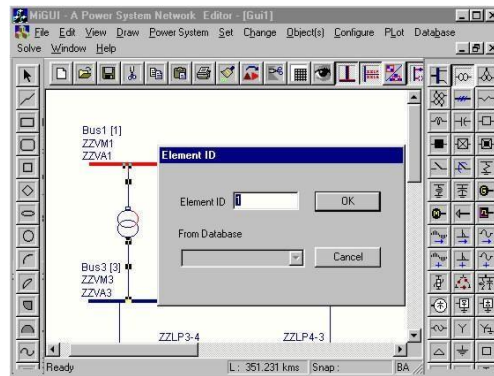 MiGUI - A Power System Network Editor - [Gui1]
File Edit View Draw Power System Set Change Object(s) Configure PLot Database
Solve Window Help
Bus1 [1]
ZZVM1
ZZVA1
Element ID
Element ID 1 OK
From Database
Cancel
Bus3 [3]
ZZVM3
ZZVA3
ZZLP3-4 ZZLP4-3
Ready L: 351.231 kms Snap: BA